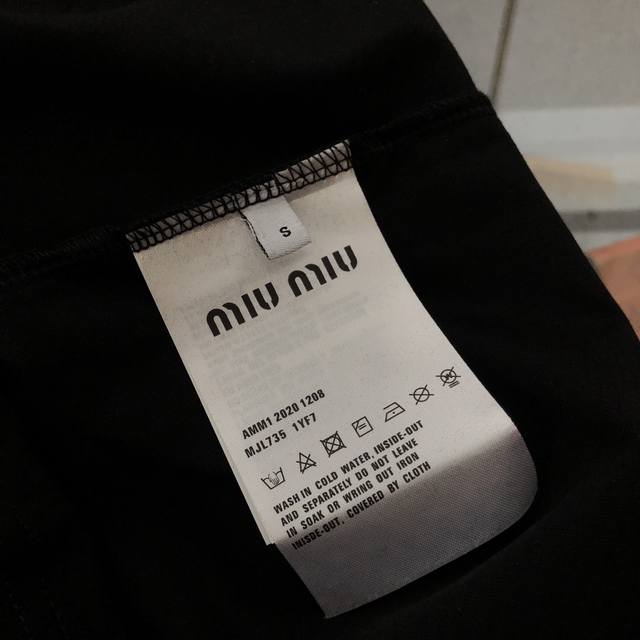 S
miu miu
AMM1 2020 1208
MJL735 1YF7
WASH IN COLD WATER, INSIDE-OUT
AND SEPARATELY DO NOT LEAVE
IN SOAK OR WRING OUT IRON
INISDE-OUT, COVERED BY CLOTH